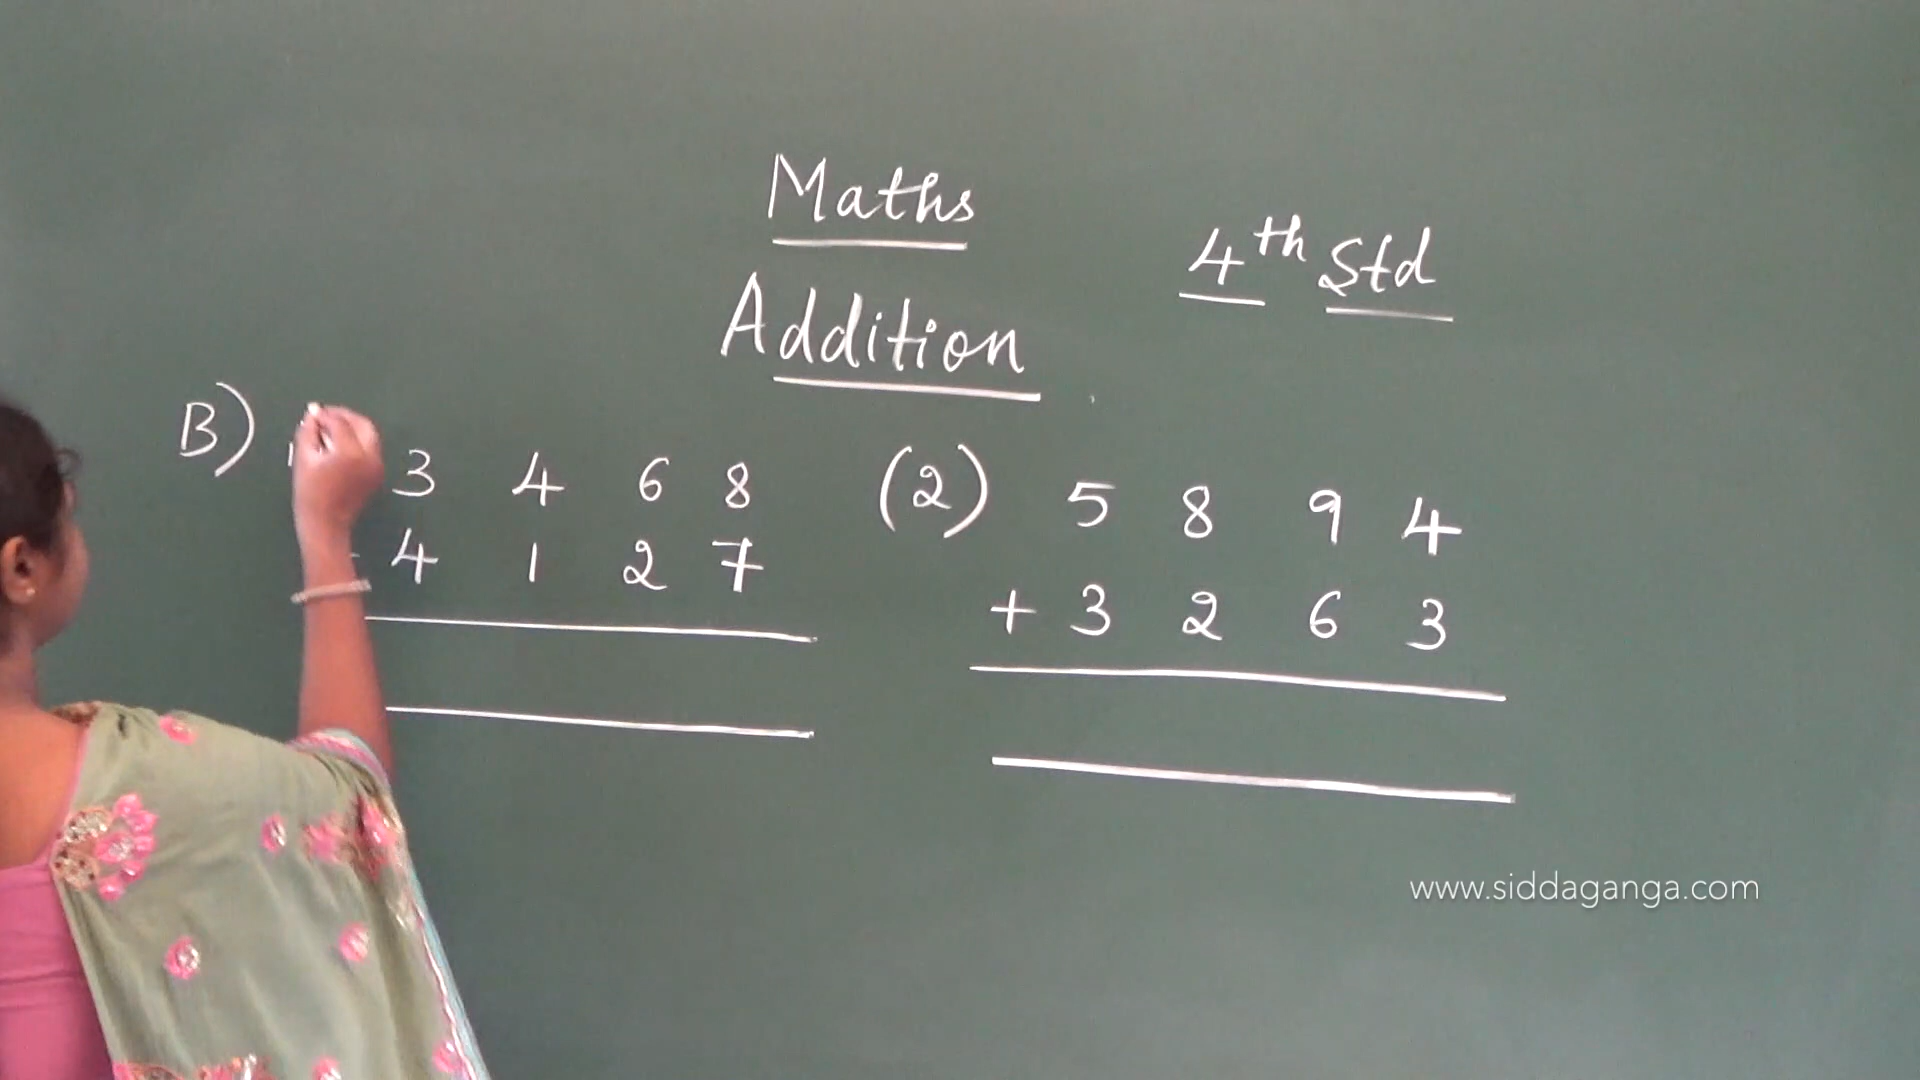 Maths
4th Std
Addition
B)
3 4 6 8
4 1 2 7
(2) 5 8 9 4
+ 3 2 6 3
www.siddaganga.com